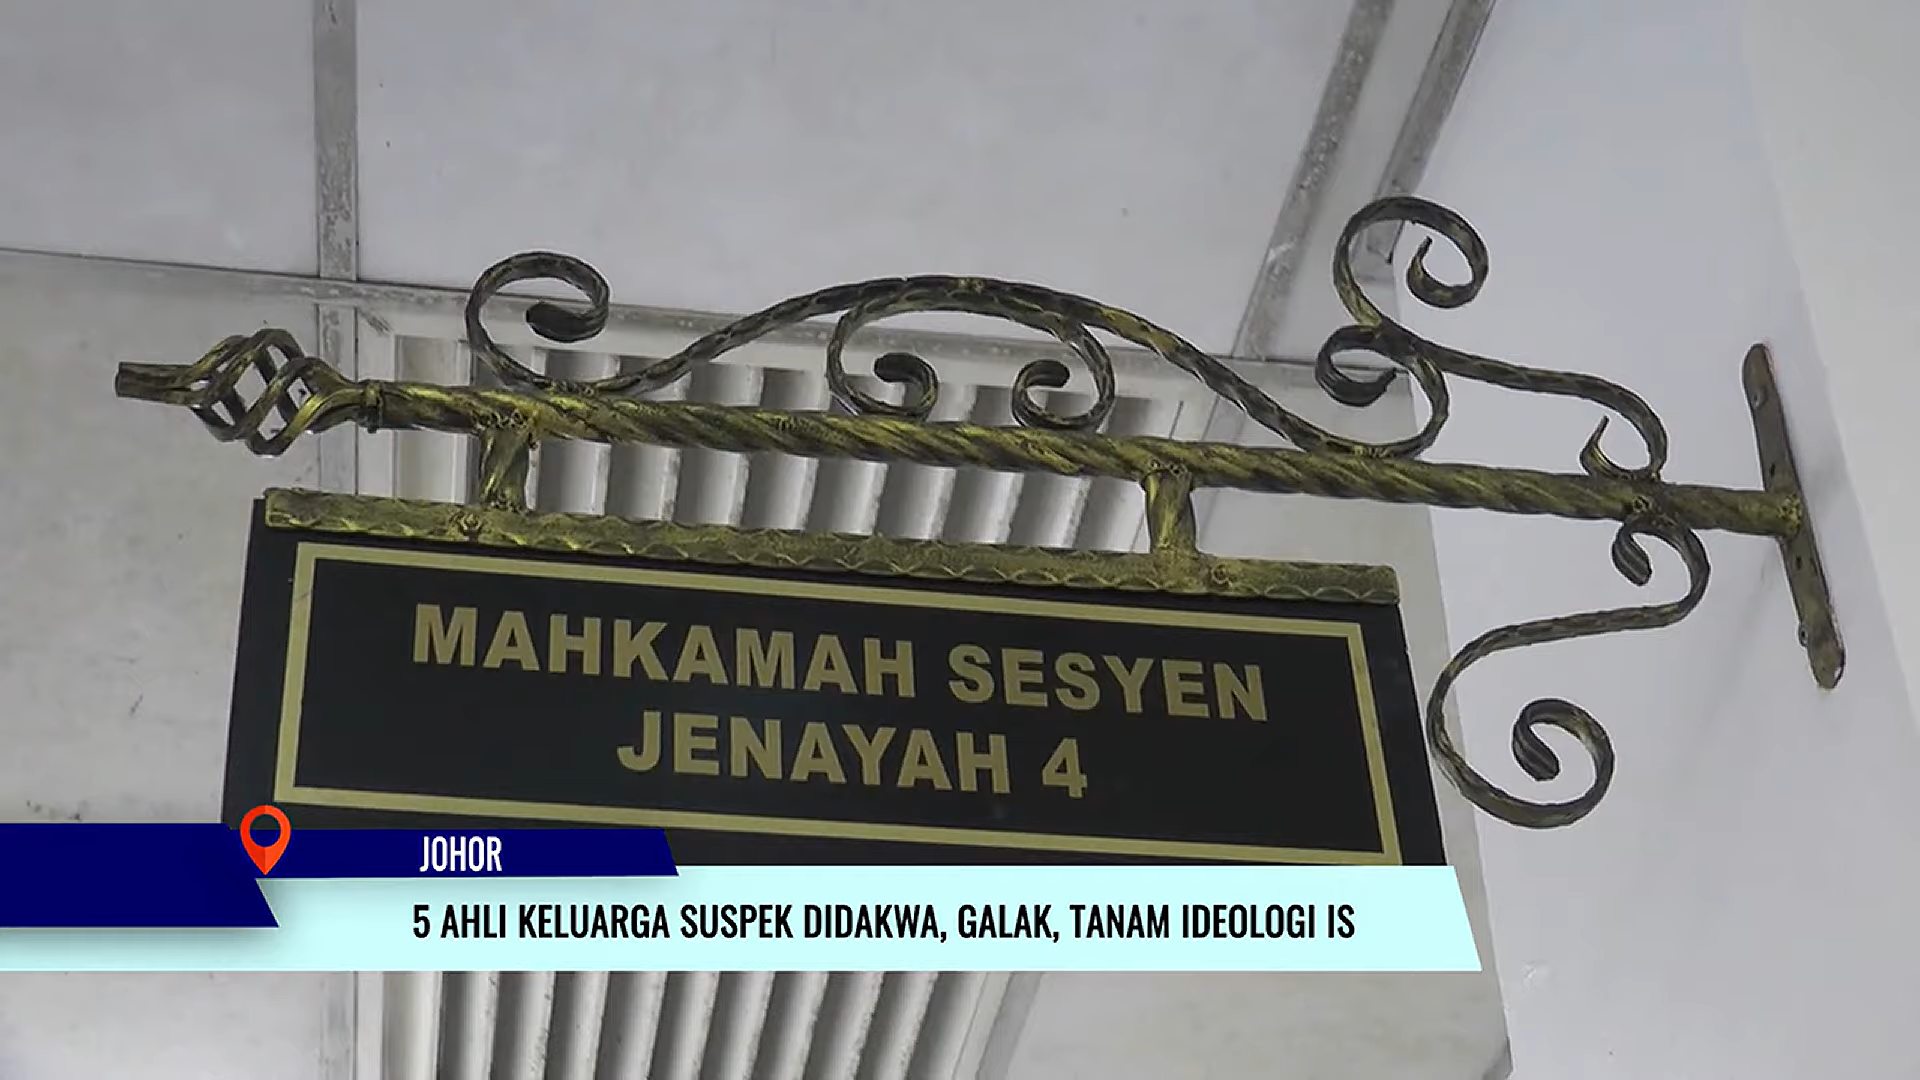 MAHKAMAH SESYEN
JENAYAH 4
JOHOR
5 AHLI KELUARGA SUSPEK DIDAKWA, GALAK, TANAM IDEOLOGI IS